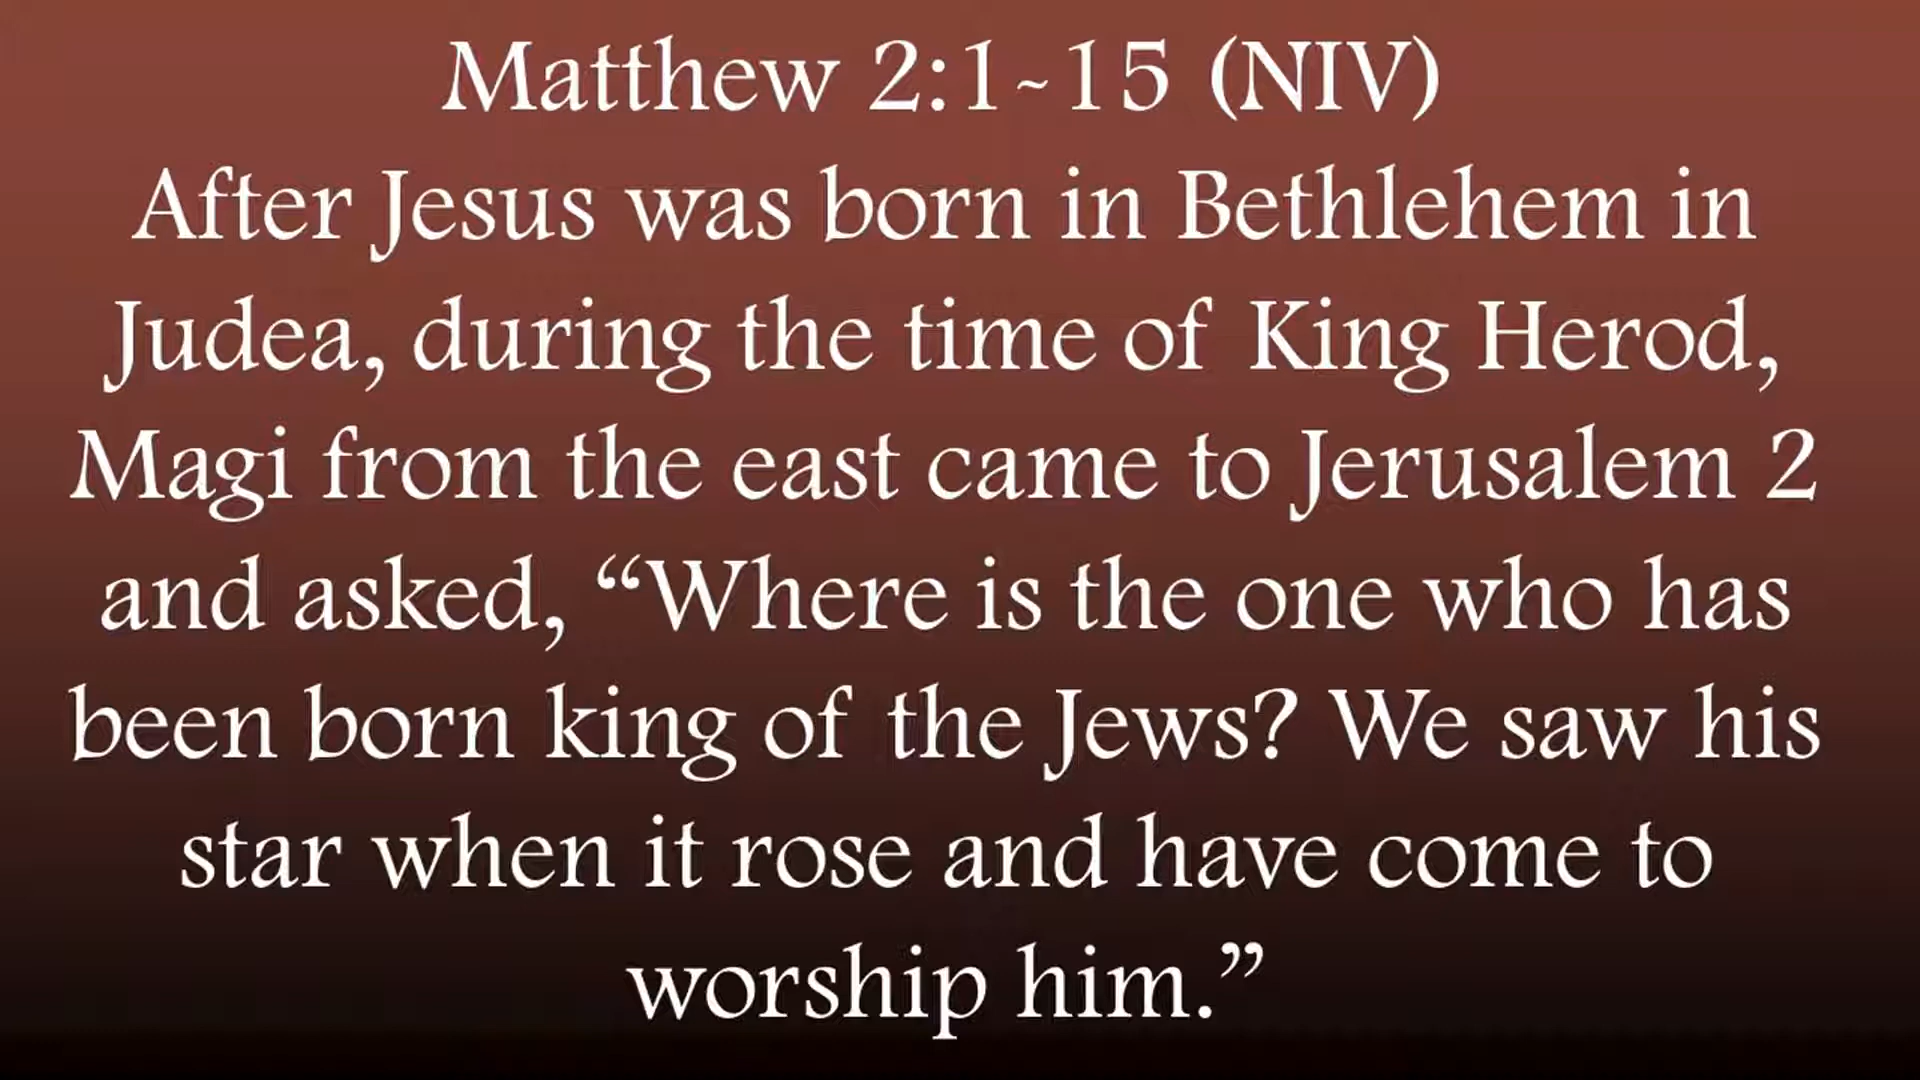 Matthew 2:1~15 (NIV)
After Jesus was born in Bethlehem in
Judea, during the time of King Herod,
Magi from the east came to Jerusalem 2
and asked, “Where is the one who has
been born king of the Jews? We saw his
star when it rose and have come to
worship him.”